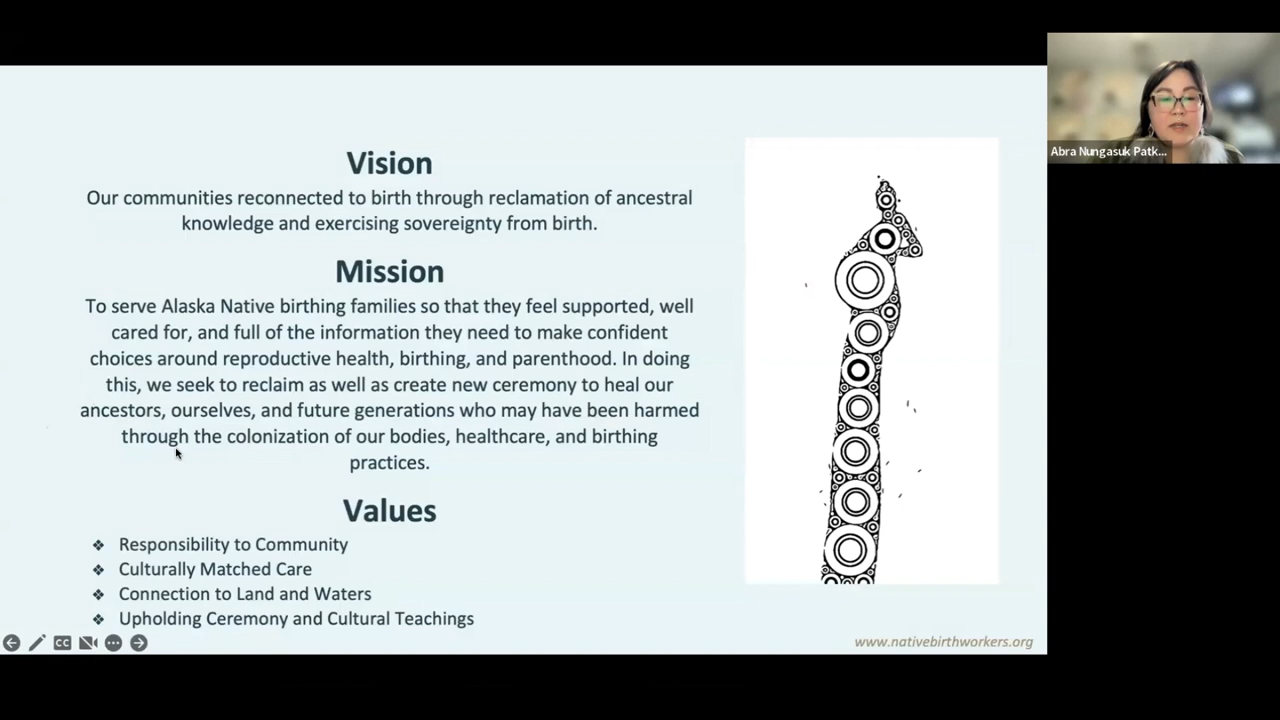 Vision
Our communities reconnected to birth through reclamation of ancestral
knowledge and exercising sovereignty from birth.
Mission
To serve Alaska Native birthing families so that they feel supported, well
cared for, and full of the information they need to make confident
choices around reproductive health, birthing, and parenthood. In doing
this, we seek to reclaim as well as create new ceremony to heal our
ancestors, ourselves, and future generations who may have been harmed
through the colonization of our bodies, healthcare, and birthing
practices.
Values
❖ Responsibility to Community
❖ Culturally Matched Care
❖ Connection to Land and Waters
❖ Upholding Ceremony and Cultural Teachings
CC
www.nativebirthworkers.org
Abra Nungasuk Patk...